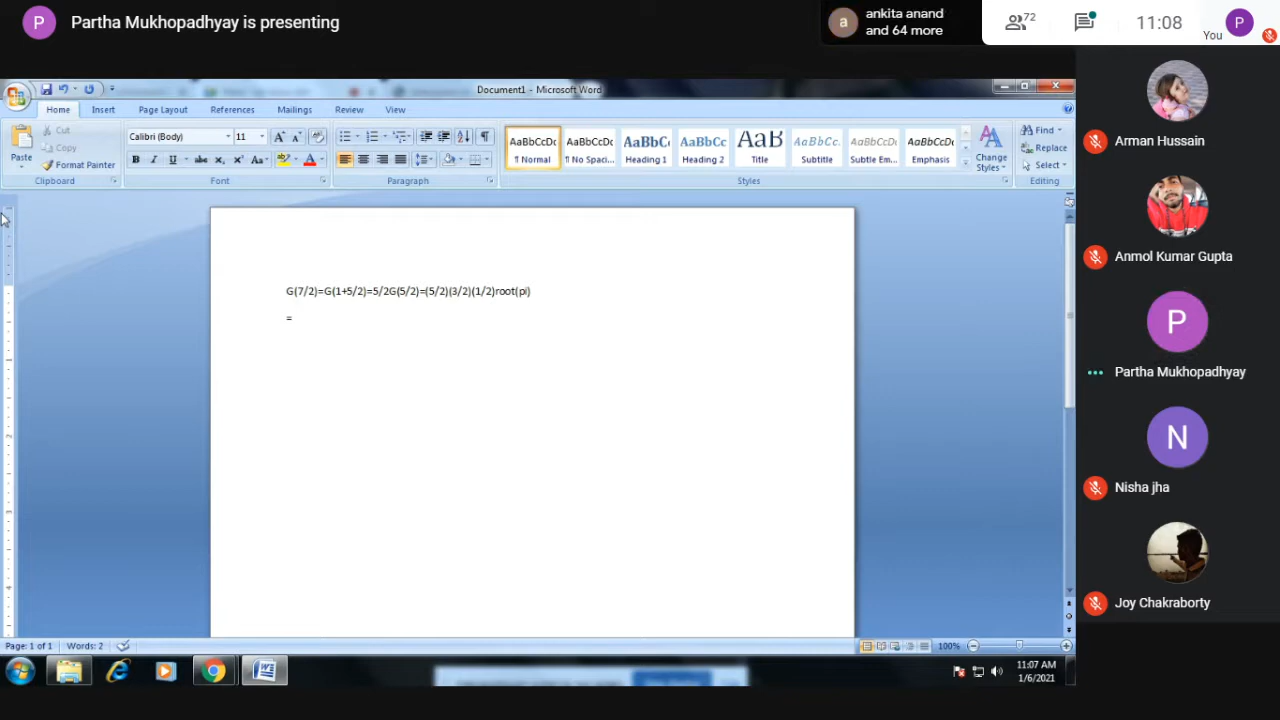 P Partha Mukhopadhyay is presenting
a ankita anand
and 64 more
72
11:08
You P
Document1 - Microsoft Word
Home Insert Page Layout References Mailings Review View
Paste
Cut
Copy
Format Painter
Clipboard
Calibri (Body) 11
B I U abc x₂ x² Aa
Font
Paragraph
AaBbCcDc AaBbCcDc AaBbC AaBbCc AaB AaBbCc. AaBbCcDc AaBbCcDc
¶ Normal ¶ No Spaci... Heading 1 Heading 2 Title Subtitle Subtle Em... Emphasis
Change
Styles
Styles
Find
Replace
Select
Editing
G(7/2)=G(1+5/2)=5/2G(5/2)=(5/2)(3/2)(1/2)root(pi)
=
Page: 1 of 1 Words: 2
100%
11:07 AM
1/6/2021
Arman Hussain
Anmol Kumar Gupta
P
Partha Mukhopadhyay
N
Nisha jha
Joy Chakraborty